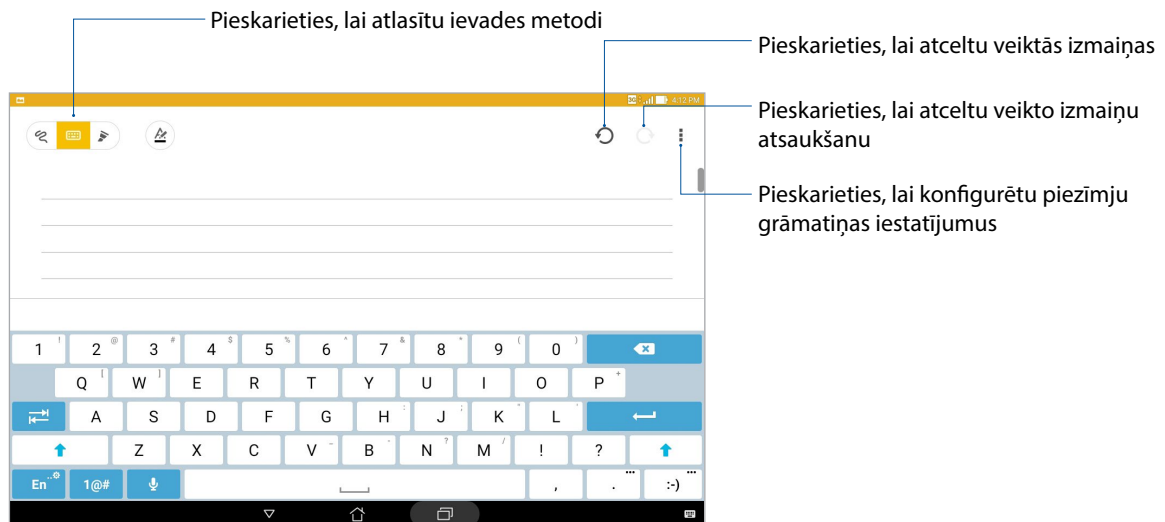 Pieskarieties, lai atlasītu ievades metodi
Pieskarieties, lai atceltu veiktās izmaiņas
Pieskarieties, lai atceltu veikto izmaiņu
atsaukšanu
Pieskarieties, lai konfigurētu piezīmju
grāmatiņas iestatījumus
3G 4:12 PM
1 ! 2 @ 3 # 4 $ 5 % 6 ^ 7 & 8 * 9 ( 0 )
Q [ W ] E R T Y U I O P +
A S D F G H : J ; K " L '
Z X C V _ B - N ? M / ! ?
En 1@# , . :-)